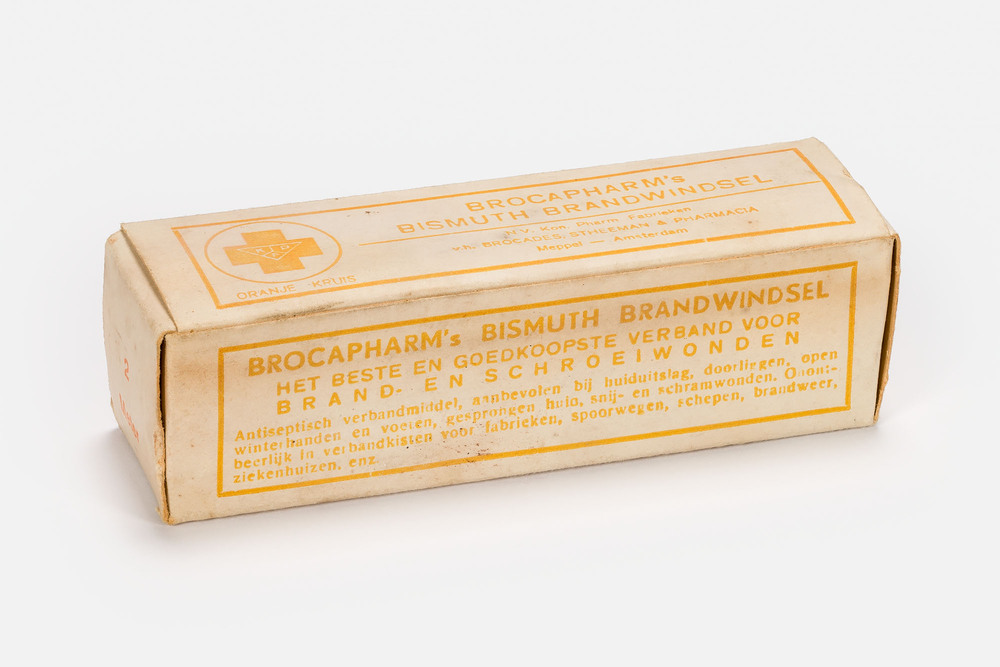 BROCAPHARM's
BISMUTH BRANDWINDSEL
N.V. Kon. Pharm. Fabrieken
v.h. BROCADES-STHEEMAN & PHARMACIA
Meppel — Amsterdam
ORANJE KRUIS
BROCAPHARM's BISMUTH BRANDWINDSEL
HET BESTE EN GOEDKOOPSTE VERBAND VOOR
BRAND- EN SCHROEIWONDEN
Antiseptisch verbandmiddel, aanbevolen bij huiduitslag, doorliggen, open
winterhanden en voeten, gesprongen huid, snij- en schramwonden. Onont-
beerlijk in verbandkisten voor fabrieken, spoorwegen, schepen, brandweer,
ziekenhuizen, enz.
2
Meter